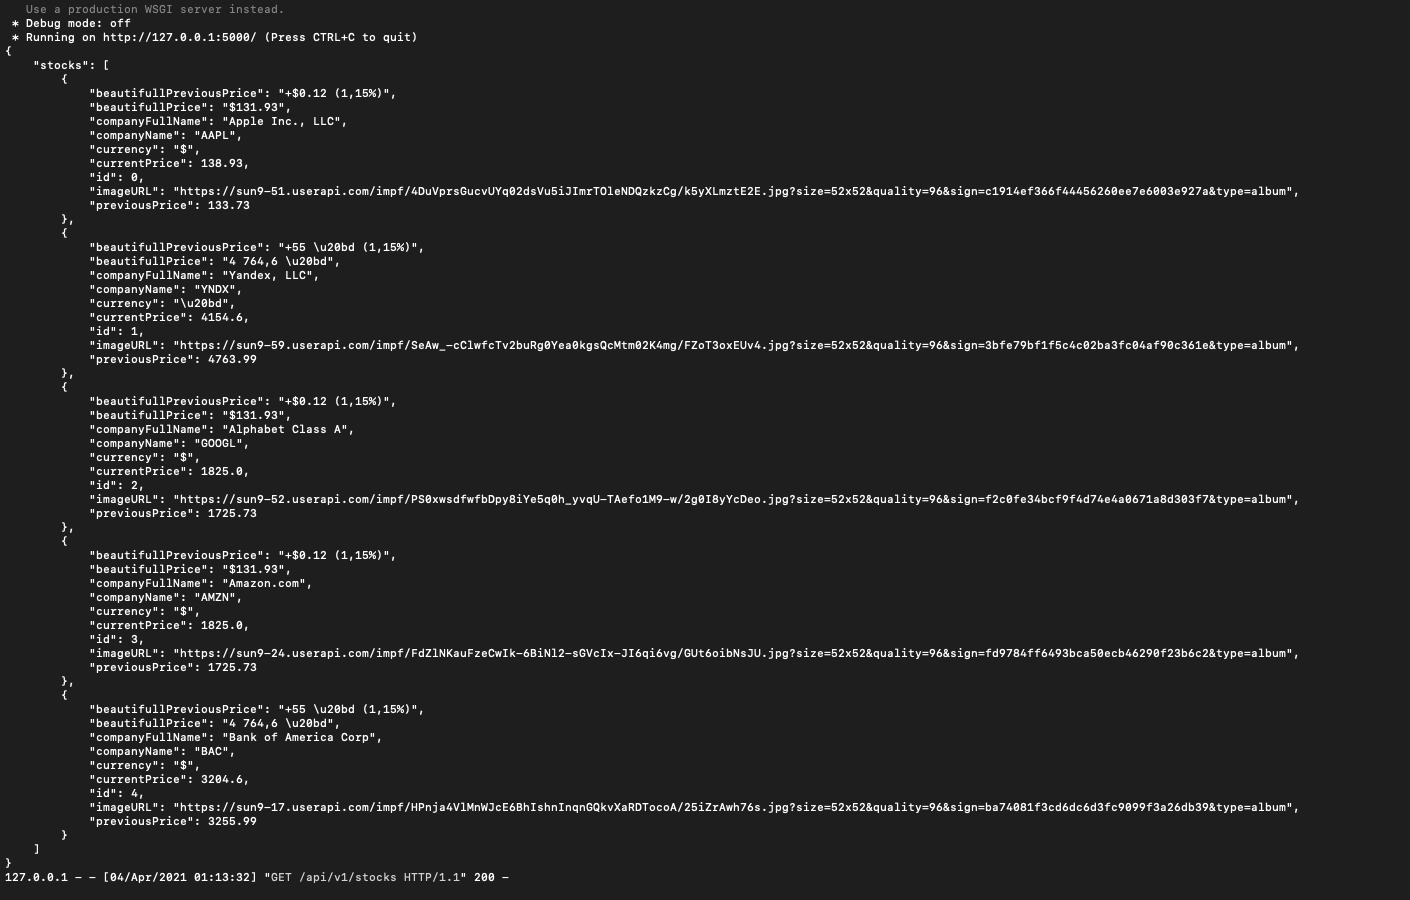 Use a production WSGI server instead.
* Debug mode: off
* Running on http://127.0.0.1:5000/ (Press CTRL+C to quit)
{
"stocks": [
{
"beautifullPreviousPrice": "+$0.12 (1,15%)",
"beautifullPrice": "$131.93",
"companyFullName": "Apple Inc., LLC",
"companyName": "AAPL",
"currency": "$",
"currentPrice": 138.93,
"id": 0,
"imageURL": "https://sun9-51.userapi.com/impf/4DuVprsGucvUYq02dsVu5iJImrTOleNDQzkzCg/k5yXLmztE2E.jpg?size=52x52&quality=96&sign=c1914ef366f44456260ee7e6003e927a&type=album",
"previousPrice": 133.73
},
{
"beautifullPreviousPrice": "+55 \u20bd (1,15%)",
"beautifullPrice": "4 764,6 \u20bd",
"companyFullName": "Yandex, LLC",
"companyName": "YNDX",
"currency": "\u20bd",
"currentPrice": 4154.6,
"id": 1,
"imageURL": "https://sun9-59.userapi.com/impf/SeAw_-cClwfcTv2buRg0Yea0kgsQcMtm02K4mg/FZoT3oxEUv4.jpg?size=52x52&quality=96&sign=3bfe79bf1f5c4c02ba3fc04af90c361e&type=album",
"previousPrice": 4763.99
},
{
"beautifullPreviousPrice": "+$0.12 (1,15%)",
"beautifullPrice": "$131.93",
"companyFullName": "Alphabet Class A",
"companyName": "GOOGL",
"currency": "$",
"currentPrice": 1825.0,
"id": 2,
"imageURL": "https://sun9-52.userapi.com/impf/PS0xwsdfwfbDpy8iYe5q0h_yvqU-TAefo1M9-w/2g0I8yYcDeo.jpg?size=52x52&quality=96&sign=f2c0fe34bcf9f4d74e4a0671a8d303f7&type=album",
"previousPrice": 1725.73
},
{
"beautifullPreviousPrice": "+$0.12 (1,15%)",
"beautifullPrice": "$131.93",
"companyFullName": "Amazon.com",
"companyName": "AMZN",
"currency": "$",
"currentPrice": 1825.0,
"id": 3,
"imageURL": "https://sun9-24.userapi.com/impf/FdZlNKauFzeCwIk-6BiNl2-sGVcIx-JI6qi6vg/GUt6oibNsJU.jpg?size=52x52&quality=96&sign=fd9784ff6493bca50ecb46290f23b6c2&type=album",
"previousPrice": 1725.73
},
{
"beautifullPreviousPrice": "+55 \u20bd (1,15%)",
"beautifullPrice": "4 764,6 \u20bd",
"companyFullName": "Bank of America Corp",
"companyName": "BAC",
"currency": "$",
"currentPrice": 3204.6,
"id": 4,
"imageURL": "https://sun9-17.userapi.com/impf/HPnja4VlMnWJcE6BhIshnInqnGQkvXaRDTocoA/25iZrAwh76s.jpg?size=52x52&quality=96&sign=ba74081f3cd6dc6d3fc9099f3a26db39&type=album",
"previousPrice": 3255.99
}
]
}
127.0.0.1 - - [04/Apr/2021 01:13:32] "GET /api/v1/stocks HTTP/1.1" 200 -